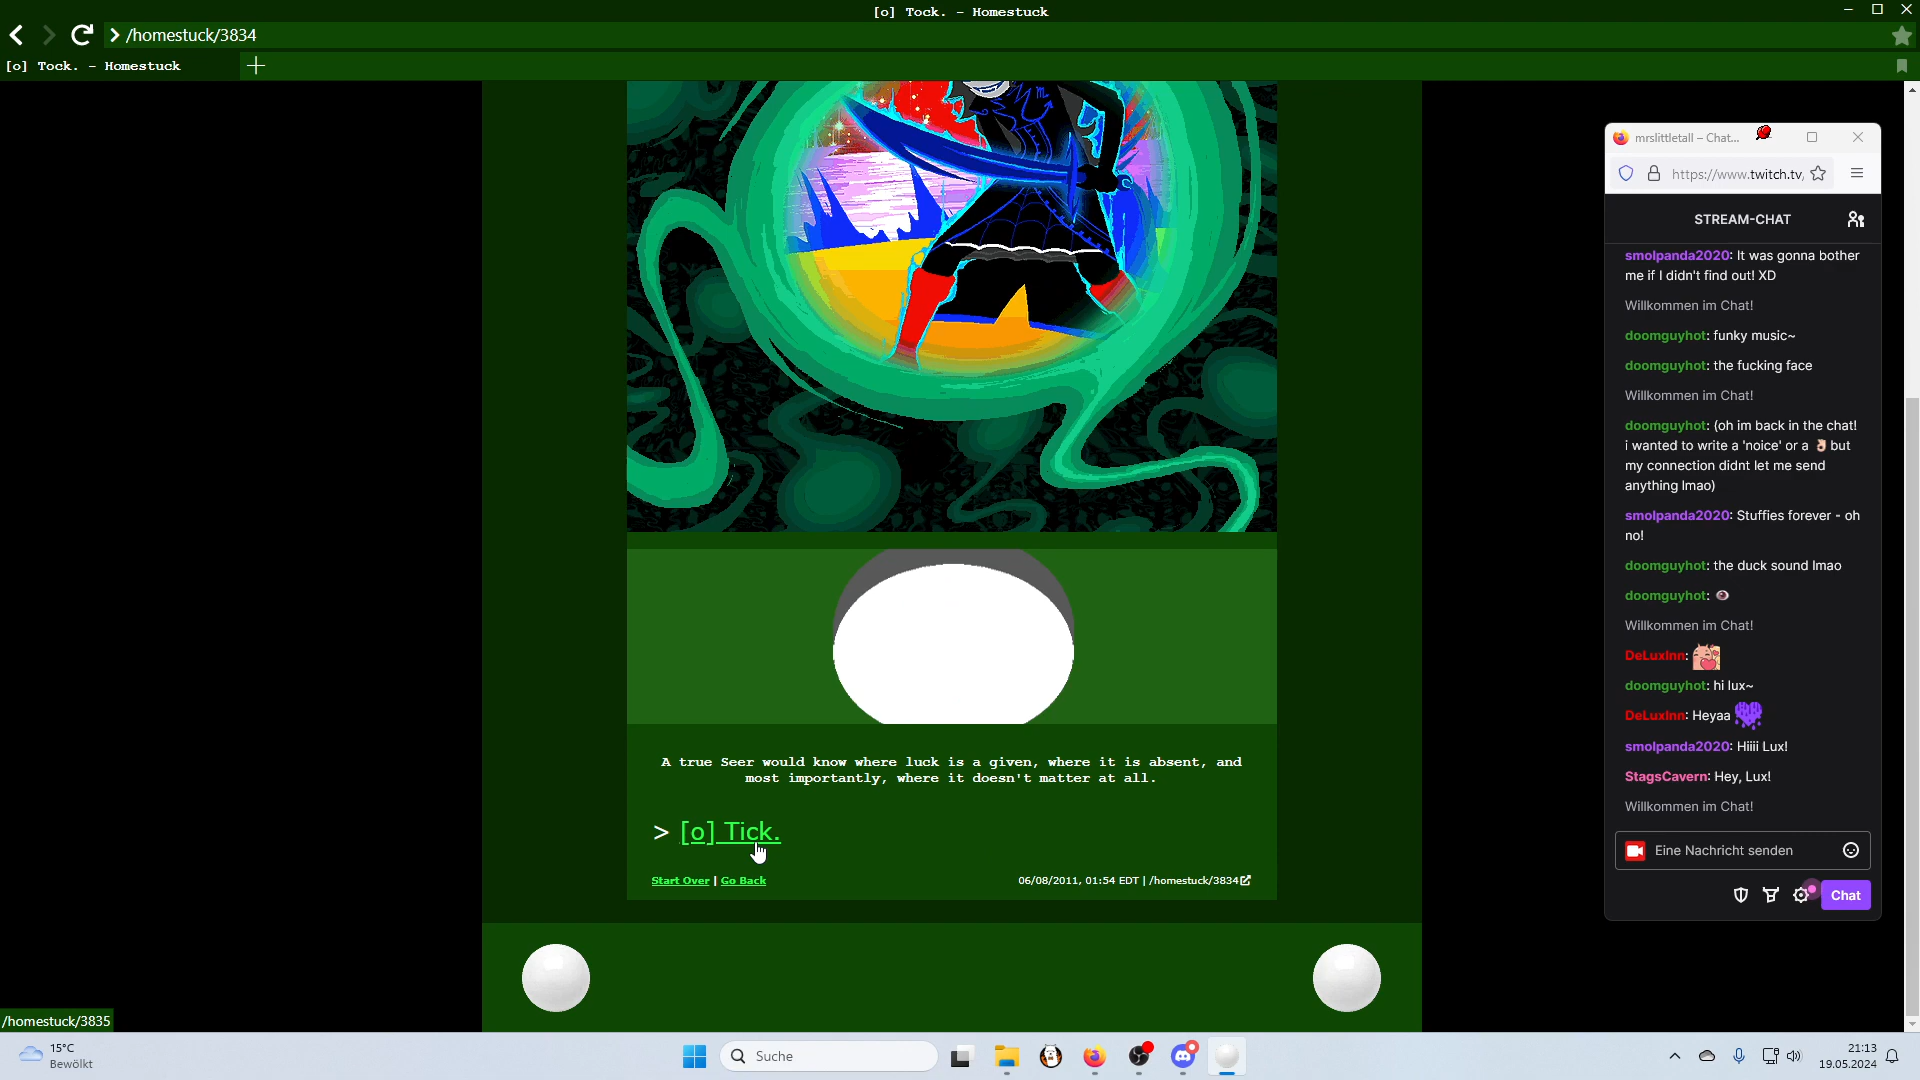 [o] Tock. – Homestuck
/homestuck/3834
[o] Tock. – Homestuck
A true Seer would know where luck is a given, where it is absent, and
most importantly, where it doesn't matter at all.
> [o] Tick.
Start Over | Go Back
06/08/2011, 01:54 EDT | /homestuck/3834
/homestuck/3835
mrslittletall – Chat...
https://www.twitch.tv/
STREAM-CHAT
smolpanda2020: It was gonna bother
me if I didn't find out! XD
Willkommen im Chat!
doomguyhot: funky music~
doomguyhot: the fucking face
Willkommen im Chat!
doomguyhot: (oh im back in the chat!
i wanted to write a 'noice' or a 👌🏻 but
my connection didnt let me send
anything lmao)
smolpanda2020: Stuffies forever - oh
no!
doomguyhot: the duck sound lmao
doomguyhot: 👁
Willkommen im Chat!
DeLuxInn:
doomguyhot: hi lux~
DeLuxInn: Heyaa
smolpanda2020: Hiiii Lux!
StagsCavern: Hey, Lux!
Willkommen im Chat!
Eine Nachricht senden
Chat
15°C
Bewölkt
Suche
21:13
19.05.2024